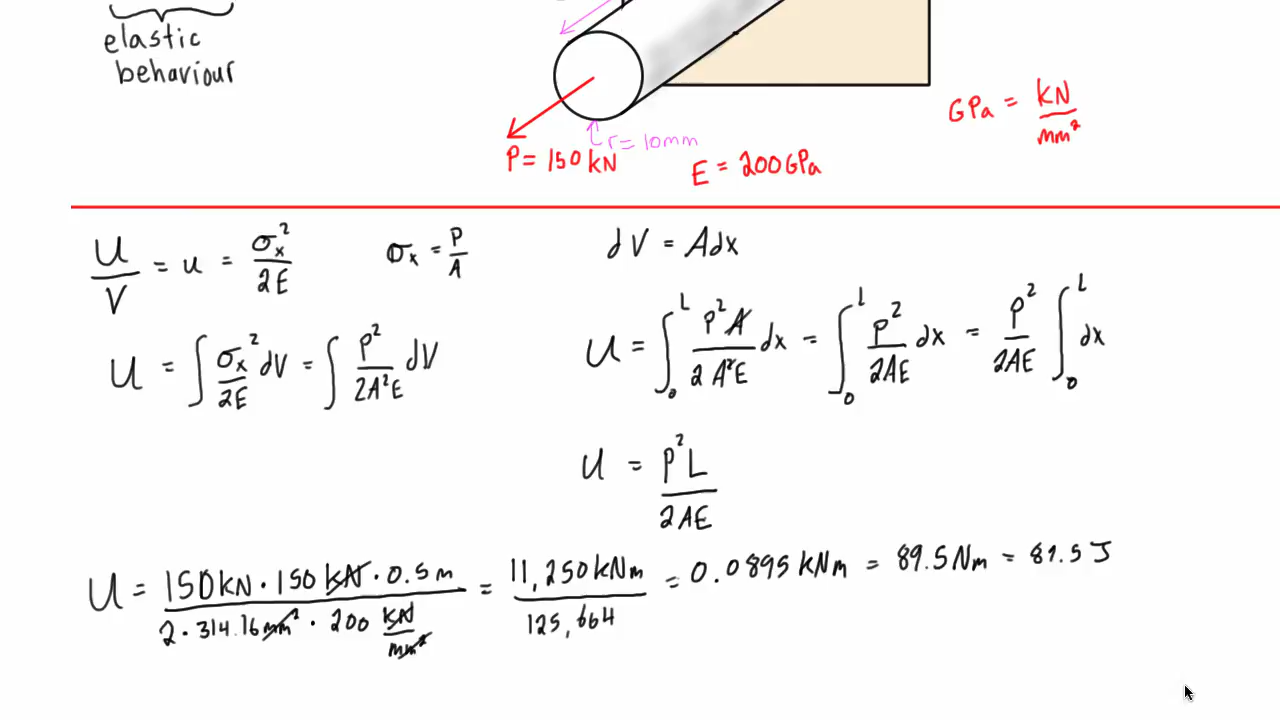 elastic
behaviour
r = 10mm
P = 150 kN
E = 200 GPa
GPa = kN/mm²
U/V = u = σₓ²/2E
σₓ = P/A
dV = Adx
U = ∫ σₓ²/2E dV = ∫ P²/2A²E dV
U = ∫₀ᴸ P²A/2A²E dx = ∫₀ᴸ P²/2AE dx = P²/2AE ∫₀ᴸ dx
U = P²L/2AE
U = 150kN · 150 kN · 0.5 m / 2 · 314.16mm² · 200 kN/mm² = 11,250 kNm / 125,664 = 0.0895 kNm = 89.5 Nm = 89.5 J